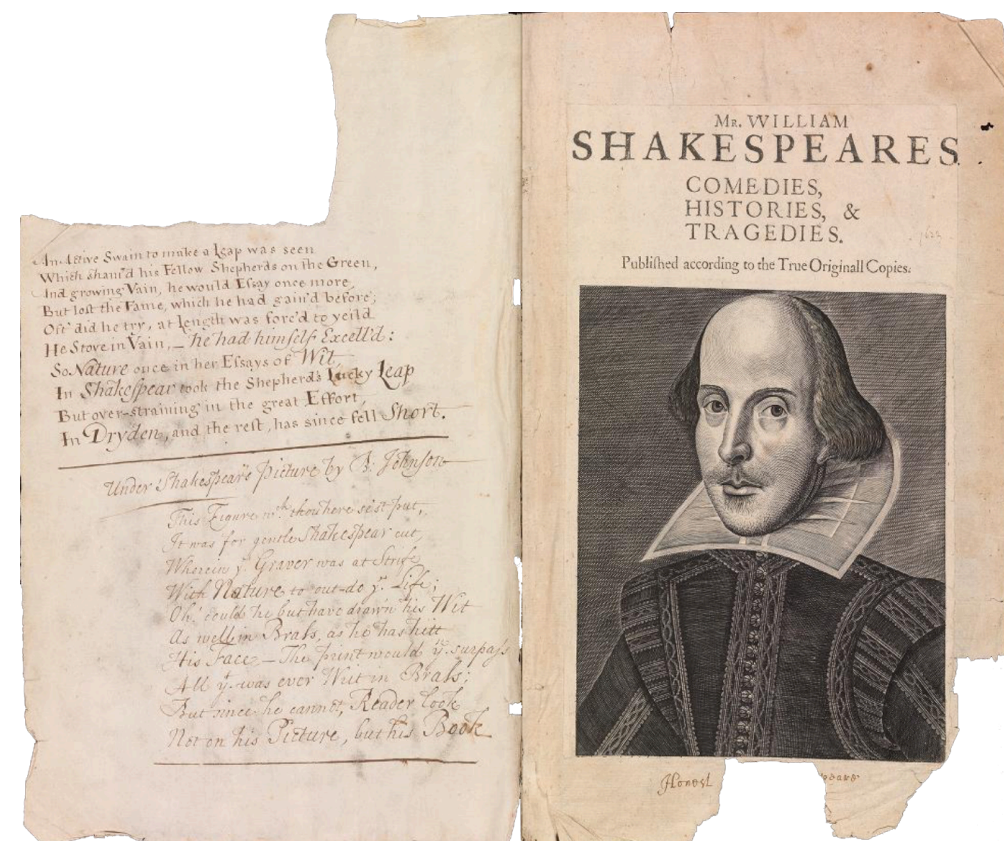 An Active Swain to make a Leap was seen
Which sham'd his Fellow Shepherds on the Green,
And growing Vain, he would Essay once more,
But lost the Fame, which he had gain'd before;
Oft' did he try, at Length was forc'd to yeild
He Stove in Vain, — he had himself Excell'd:
So Nature once in her Essays of Wit,
In Shakespear took the Shepherd's Lucky Leap
But over-straining in the great Effort,
In Dryden, and the rest, has since fell Short.
Under Shakespears Picture by B: Johnson
This Figure wch thou here seest put,
It was for gentle Shakespear cut,
Wherein ye Graver was at Strife
With Nature to out-do ye Life;
Oh! could he but have drawn his Wit
As well in Brass, as he has hitt
His Face — The print would yn surpass
All yt was ever Writ in Brass;
But since he cannot, Reader look
Not on his Picture, but his Book
Mr. WILLIAM
SHAKESPEARES
COMEDIES,
HISTORIES, &
TRAGEDIES.
Published according to the True Originall Copies.
Honest